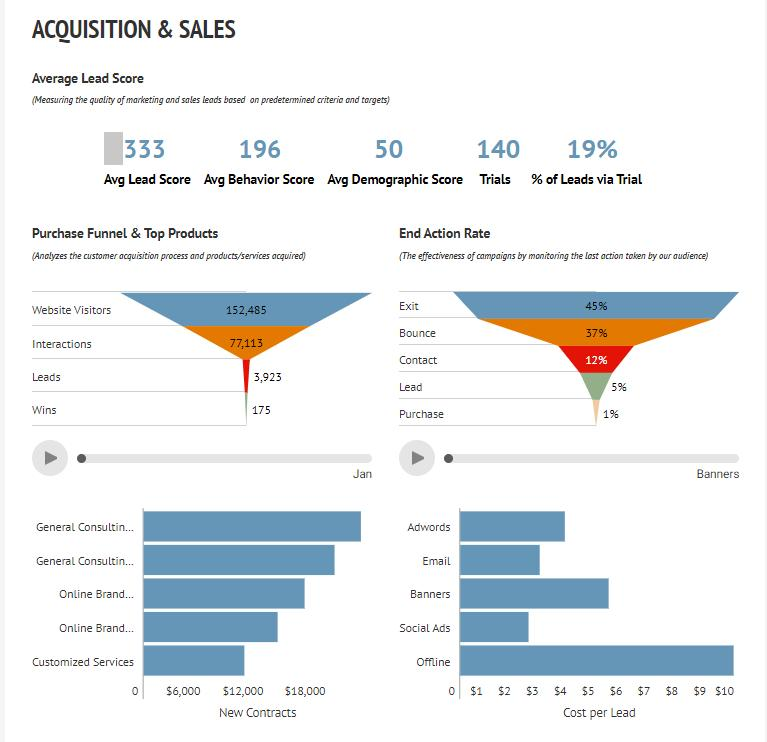 ACQUISITION & SALES
Average Lead Score
(Measuring the quality of marketing and sales leads based on predetermined criteria and targets)
333 196 50 140 19%
Avg Lead Score Avg Behavior Score Avg Demographic Score Trials % of Leads via Trial
Purchase Funnel & Top Products
(Analyzes the customer acquisition process and products/services acquired)
Website Visitors 152,485
Interactions 77,113
Leads 3,923
Wins 175
Jan
General Consultin...
General Consultin...
Online Brand...
Online Brand...
Customized Services
0 $6,000 $12,000 $18,000
New Contracts
End Action Rate
(The effectiveness of campaigns by monitoring the last action taken by our audience)
Exit 45%
Bounce 37%
Contact 12%
Lead 5%
Purchase 1%
Banners
Adwords
Email
Banners
Social Ads
Offline
0 $1 $2 $3 $4 $5 $6 $7 $8 $9 $10
Cost per Lead